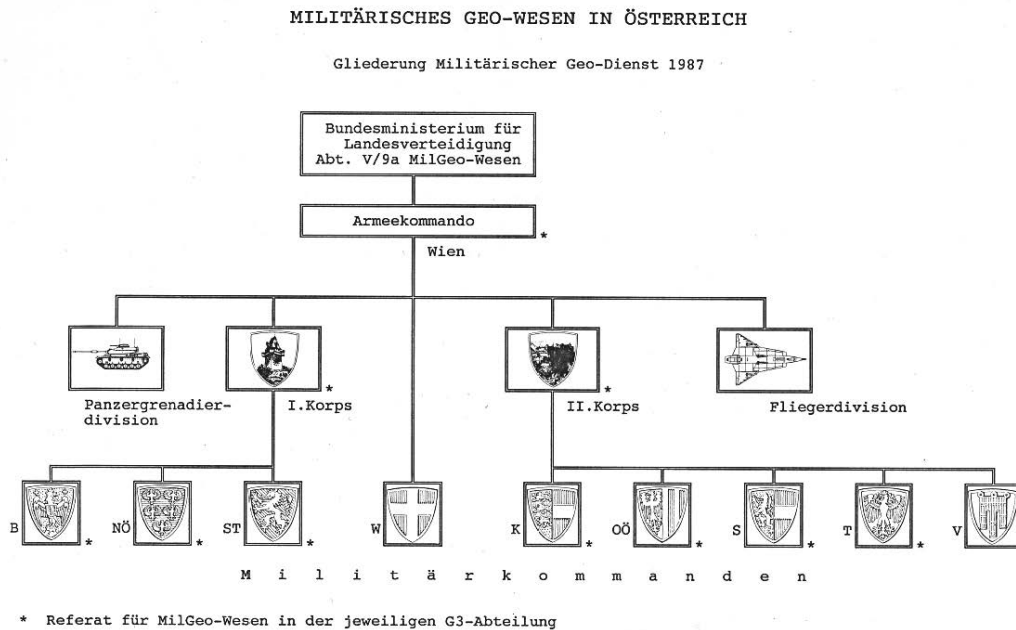 MILITÄRISCHES GEO-WESEN IN ÖSTERREICH
Gliederung Militärischer Geo-Dienst 1987
Bundesministerium für
Landesverteidigung
Abt. V/9a MilGeo-Wesen
Armeekommando
*
Wien
Panzergrenadier-
division
* I.Korps
* II.Korps
Fliegerdivision
B * NÖ * ST * W K * OÖ * S * T * V
Militärkommanden
* Referat für MilGeo-Wesen in der jeweiligen G3-Abteilung